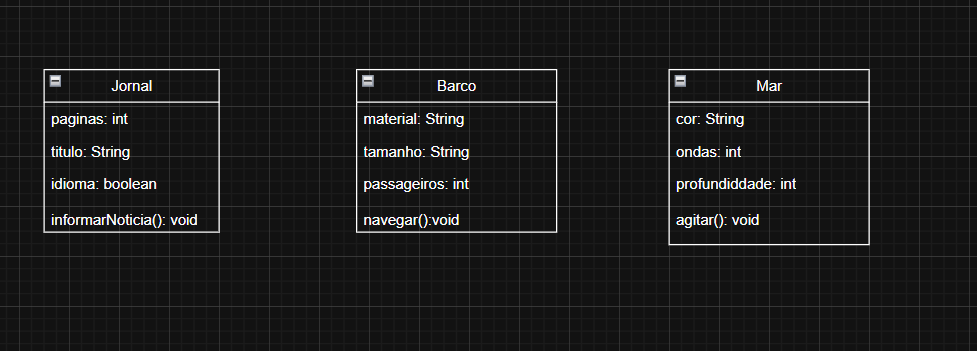 Jornal
paginas: int
titulo: String
idioma: boolean
informarNoticia(): void
Barco
material: String
tamanho: String
passageiros: int
navegar():void
Mar
cor: String
ondas: int
profundiddade: int
agitar(): void